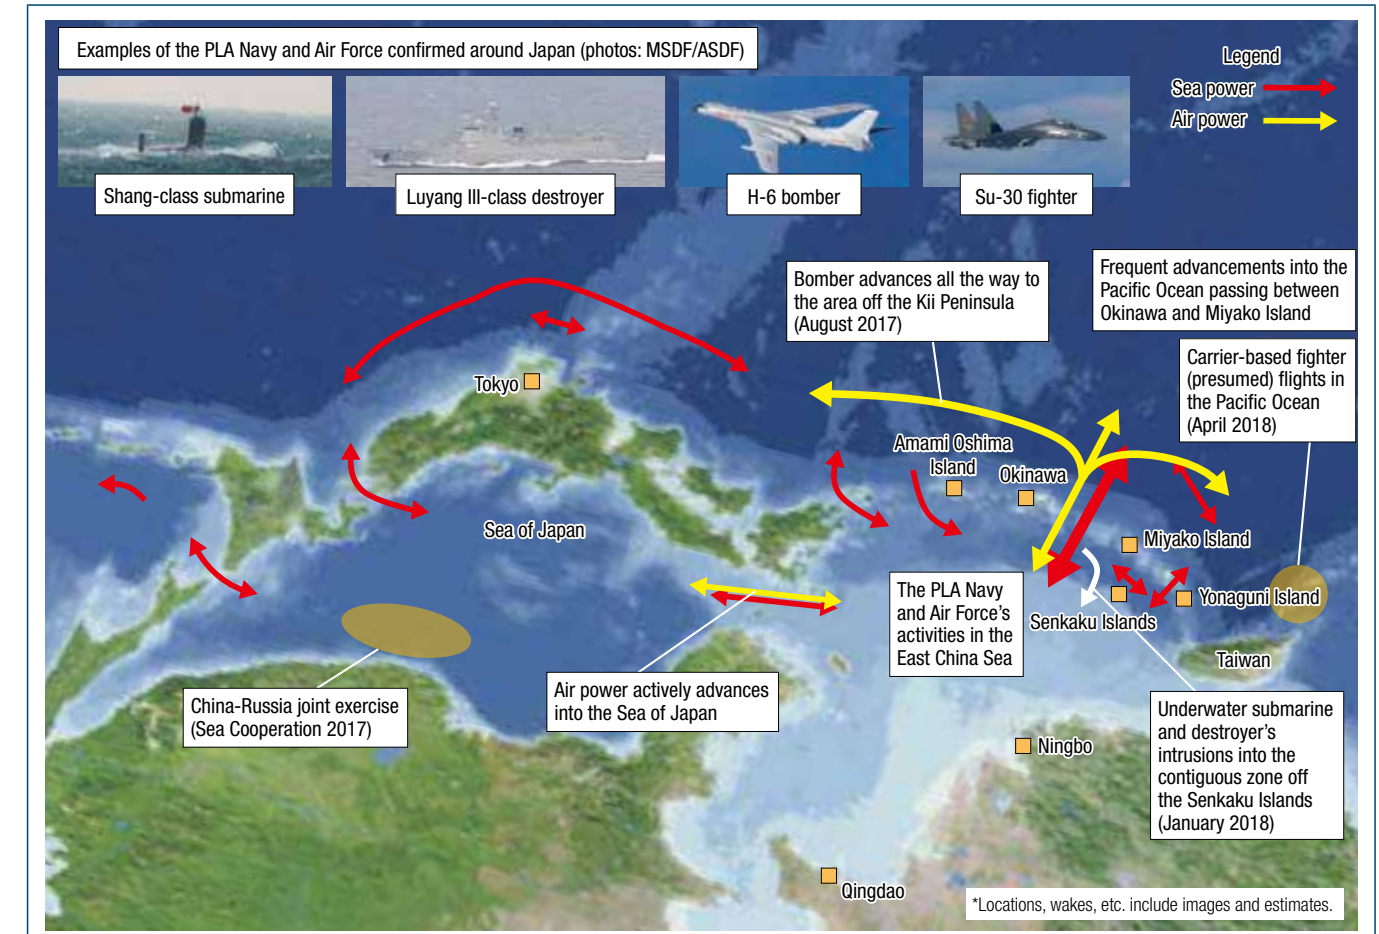 Examples of the PLA Navy and Air Force confirmed around Japan (photos: MSDF/ASDF)
Legend
Sea power
Air power
Shang-class submarine
Luyang III-class destroyer
H-6 bomber
Su-30 fighter
Bomber advances all the way to
the area off the Kii Peninsula
(August 2017)
Frequent advancements into the
Pacific Ocean passing between
Okinawa and Miyako Island
Carrier-based fighter
(presumed) flights in
the Pacific Ocean
(April 2018)
Tokyo
Amami Oshima
Island
Okinawa
Sea of Japan
Miyako Island
The PLA Navy
and Air Force's
activities in the
East China Sea
Yonaguni Island
Senkaku Islands
Taiwan
China-Russia joint exercise
(Sea Cooperation 2017)
Air power actively advances
into the Sea of Japan
Underwater submarine
and destroyer's
intrusions into the
contiguous zone off
the Senkaku Islands
(January 2018)
Ningbo
Qingdao
*Locations, wakes, etc. include images and estimates.